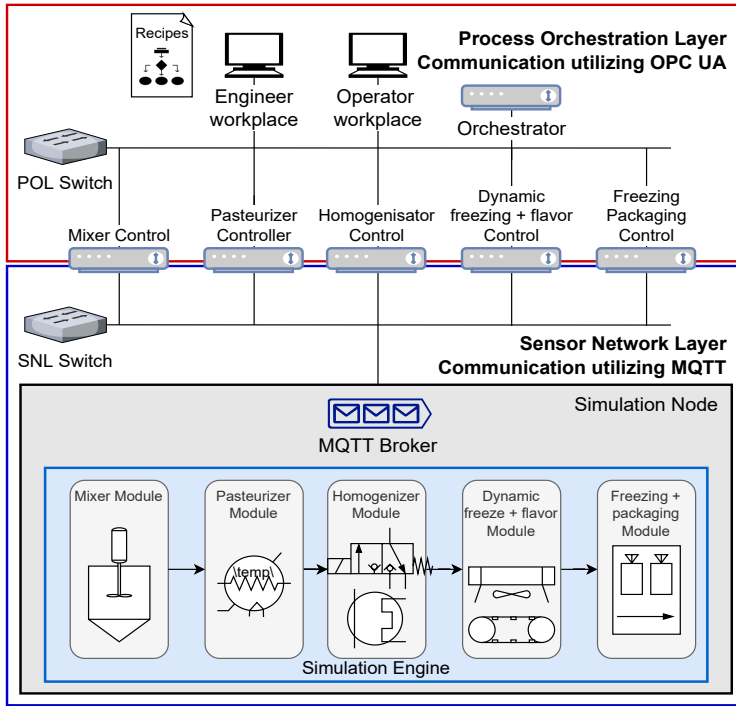 Recipes
Process Orchestration Layer
Communication utilizing OPC UA
Engineer
workplace
Operator
workplace
Orchestrator
POL Switch
Mixer Control
Pasteurizer
Controller
Homogenisator
Control
Dynamic
freezing + flavor
Control
Freezing
Packaging
Control
SNL Switch
Sensor Network Layer
Communication utilizing MQTT
Simulation Node
MQTT Broker
Mixer Module
Pasteurizer
Module
Homogenizer
Module
Dynamic
freeze + flavor
Module
Freezing +
packaging
Module
\temp\
Simulation Engine